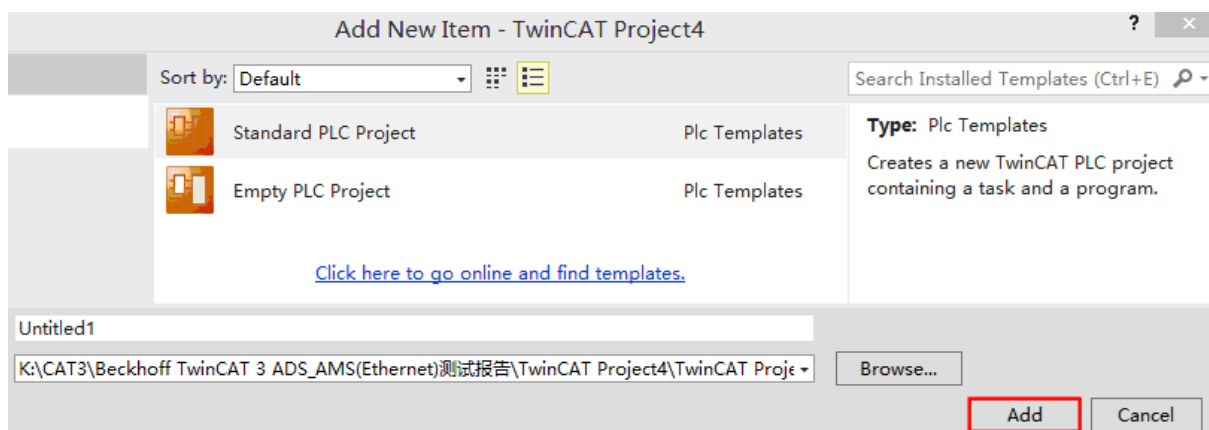 Add New Item - TwinCAT Project4 ?
Sort by: Default Search Installed Templates (Ctrl+E)
Standard PLC Project Plc Templates Type: Plc Templates
Creates a new TwinCAT PLC project
containing a task and a program.
Empty PLC Project Plc Templates
Click here to go online and find templates.
Untitled1
K:\CAT3\Beckhoff TwinCAT 3 ADS_AMS(Ethernet)测试报告\TwinCAT Project4\TwinCAT Proje Browse...
Add Cancel